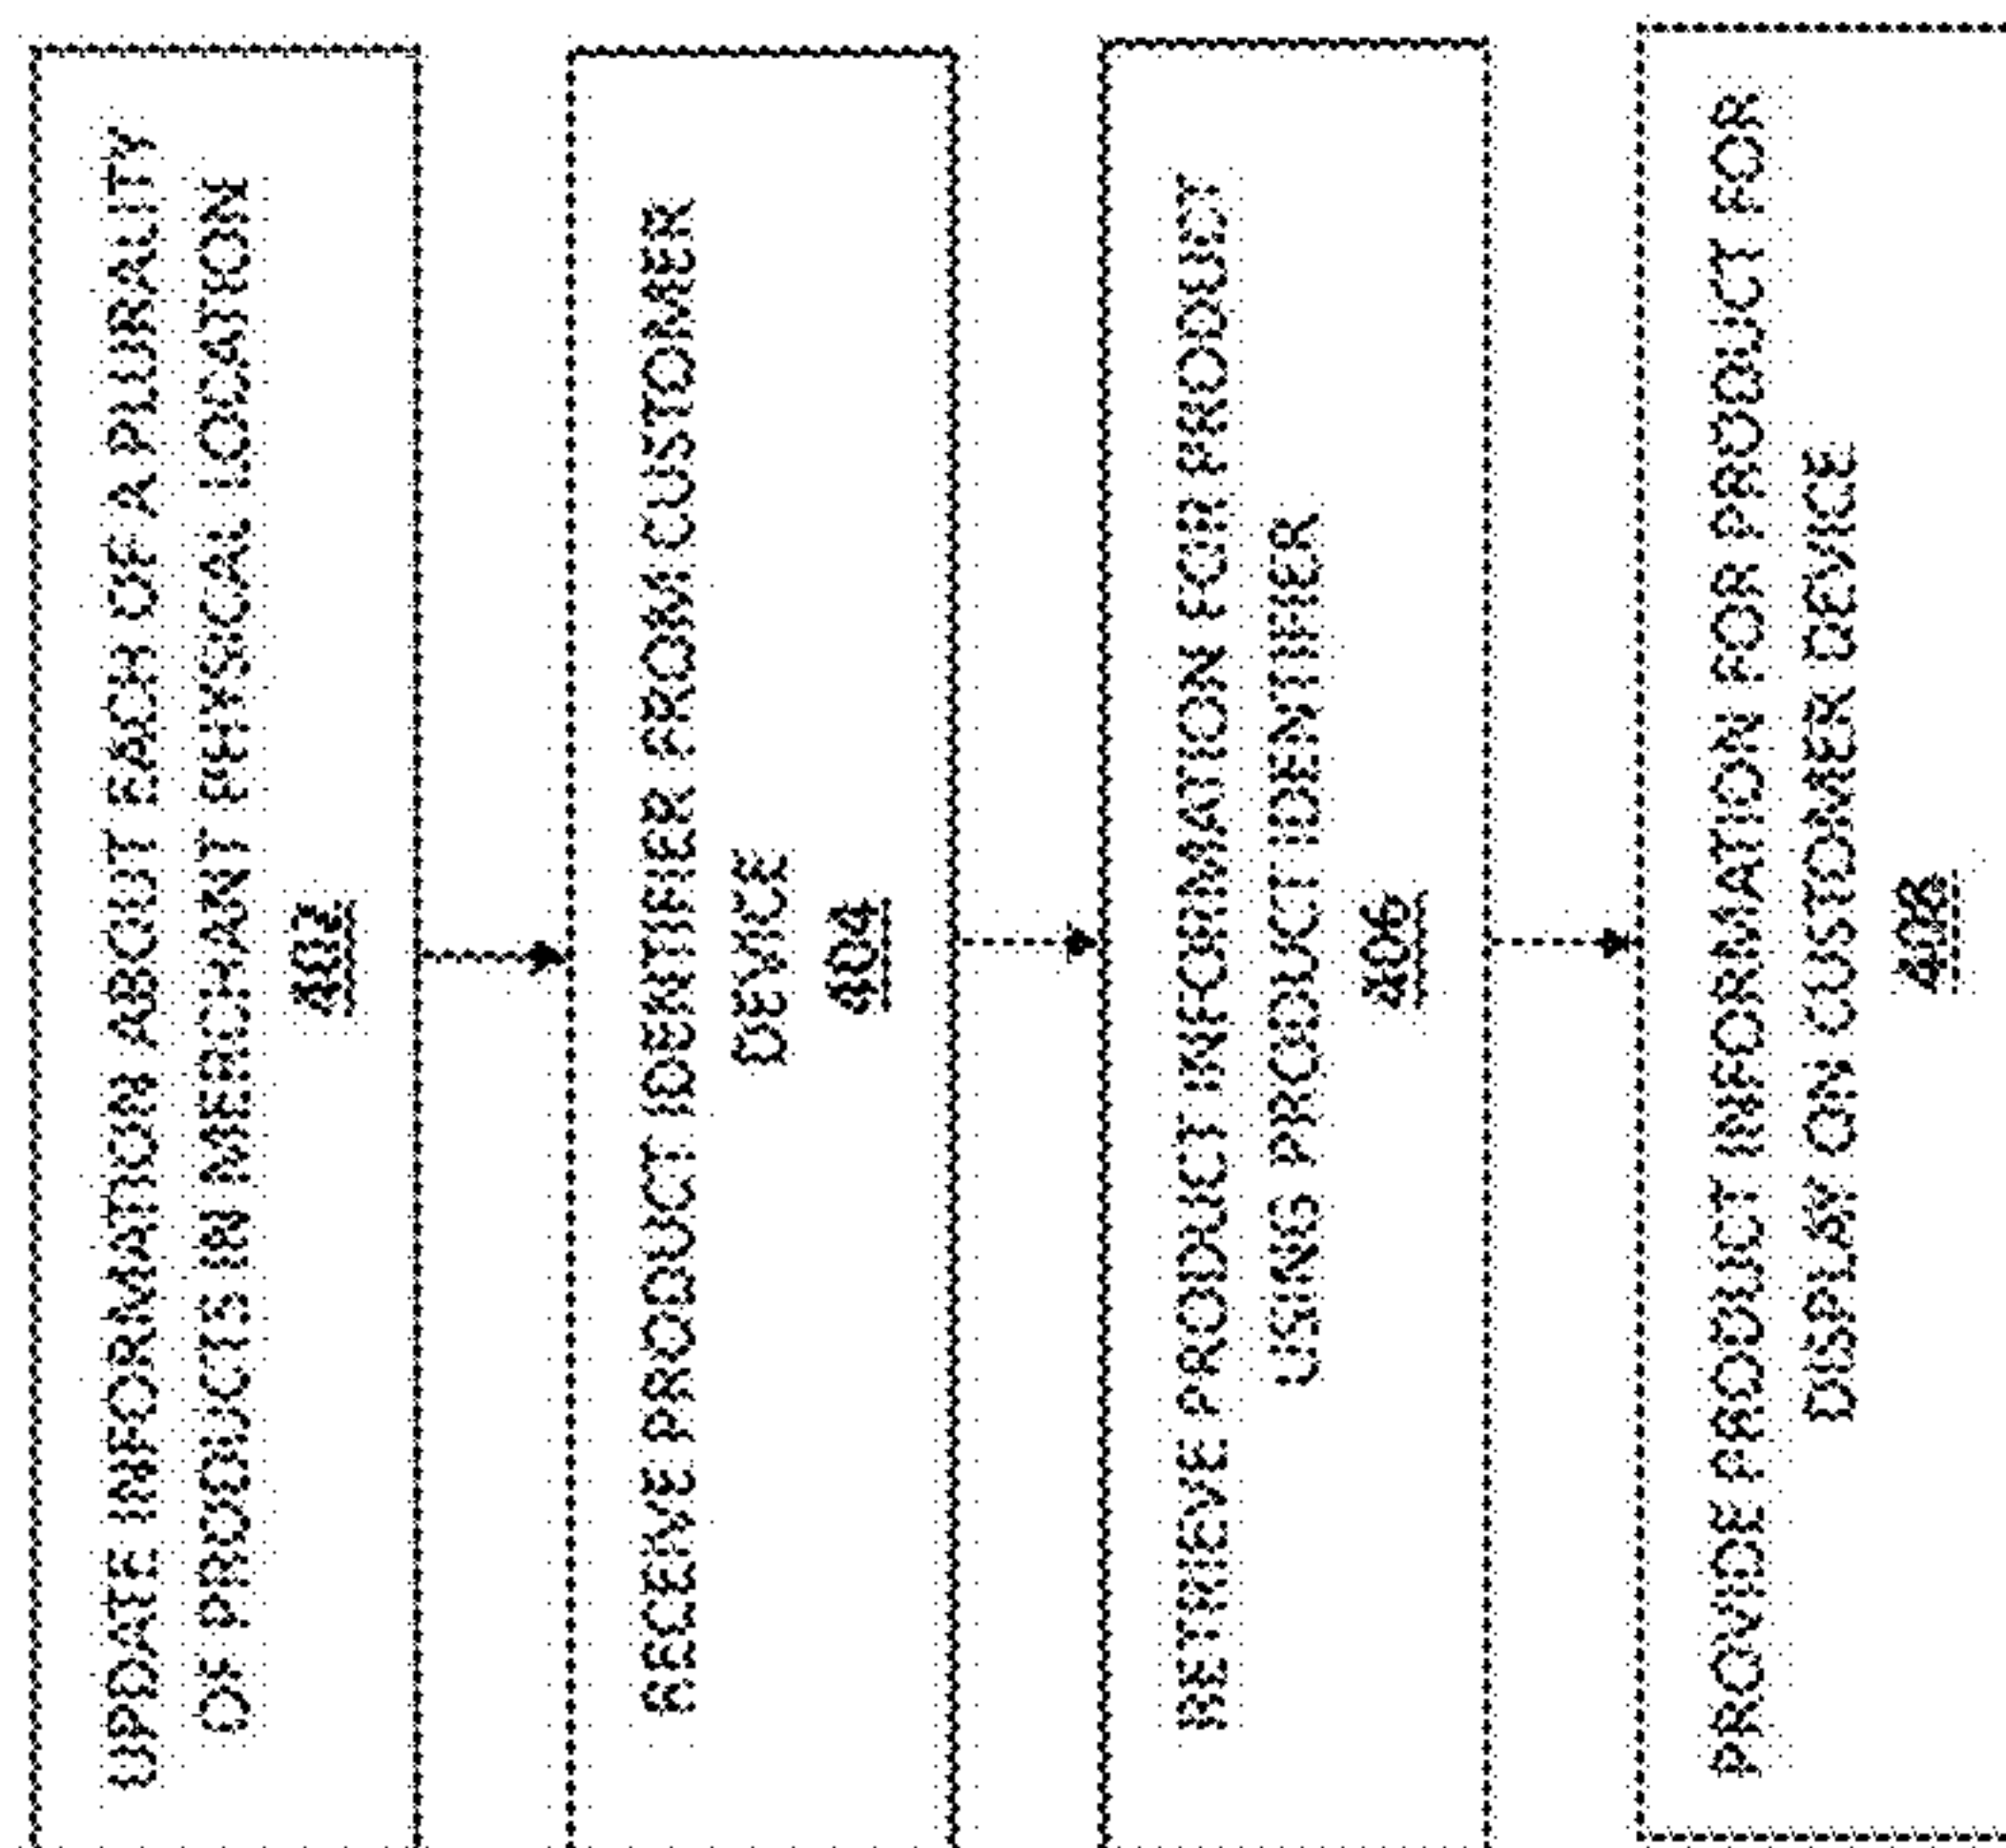 UPDATE INFORMATION ABOUT EACH OF A PLURALITY
OF PRODUCTS IN MERCHANT PHYSICAL LOCATION
402
RECEIVE PRODUCT IDENTIFIER FROM CUSTOMER
DEVICE
404
RETRIEVE PRODUCT INFORMATION FOR PRODUCT
USING PRODUCT IDENTIFIER
406
PROVIDE PRODUCT INFORMATION FOR PRODUCT FOR
DISPLAY ON CUSTOMER DEVICE
408